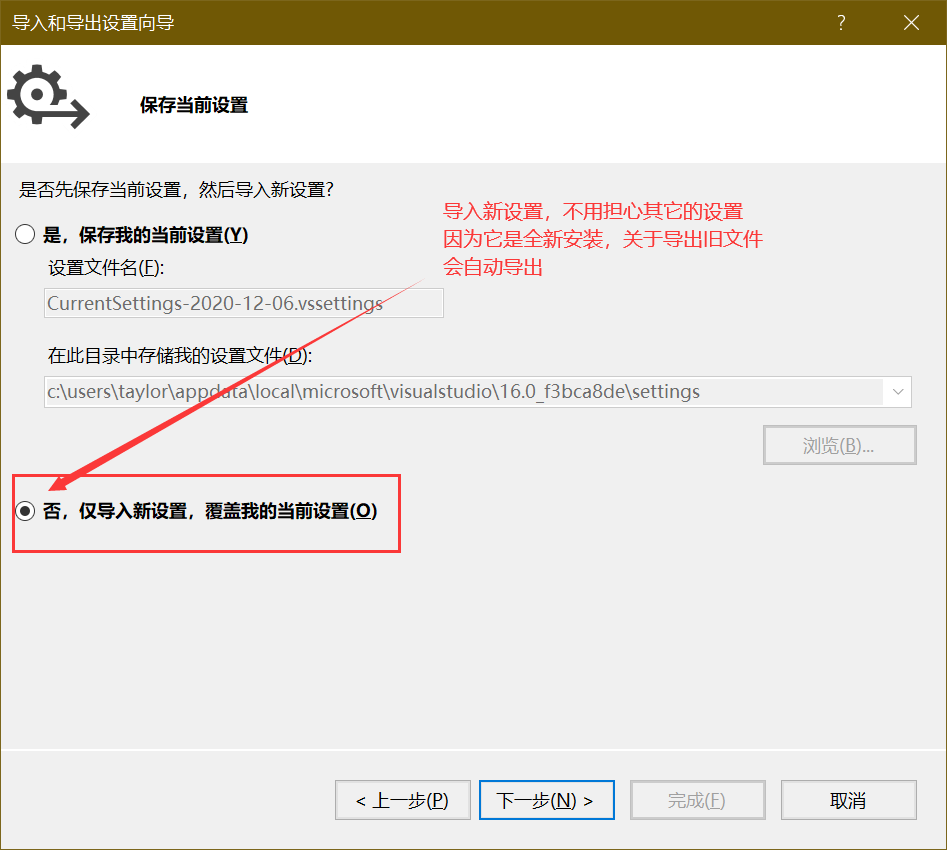 导入和导出设置向导
?
保存当前设置
是否先保存当前设置，然后导入新设置?
导入新设置，不用担心其它的设置
因为它是全新安装，关于导出旧文件
会自动导出
是，保存我的当前设置(Y)
设置文件名(F):
CurrentSettings-2020-12-06.vssettings
在此目录中存储我的设置文件(D):
c:\users\taylor\appdata\local\microsoft\visualstudio\16.0_f3bca8de\settings
浏览(B)...
否，仅导入新设置，覆盖我的当前设置(O)
< 上一步(P) 下一步(N) > 完成(F) 取消